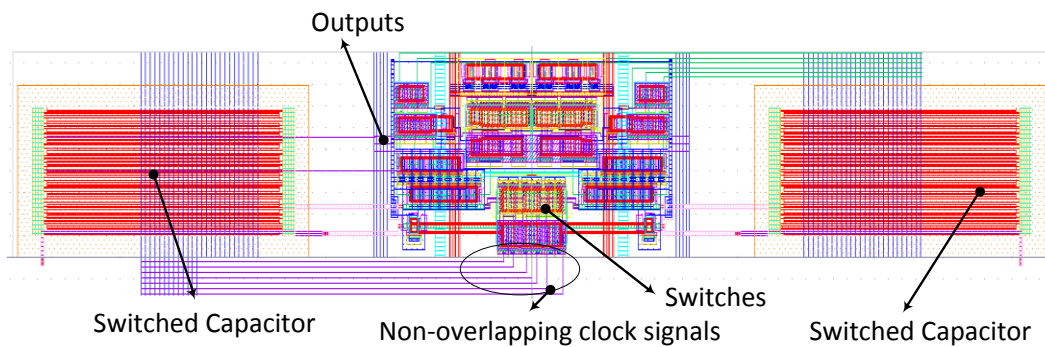 Outputs
Switches
Switched Capacitor
Non-overlapping clock signals
Switched Capacitor